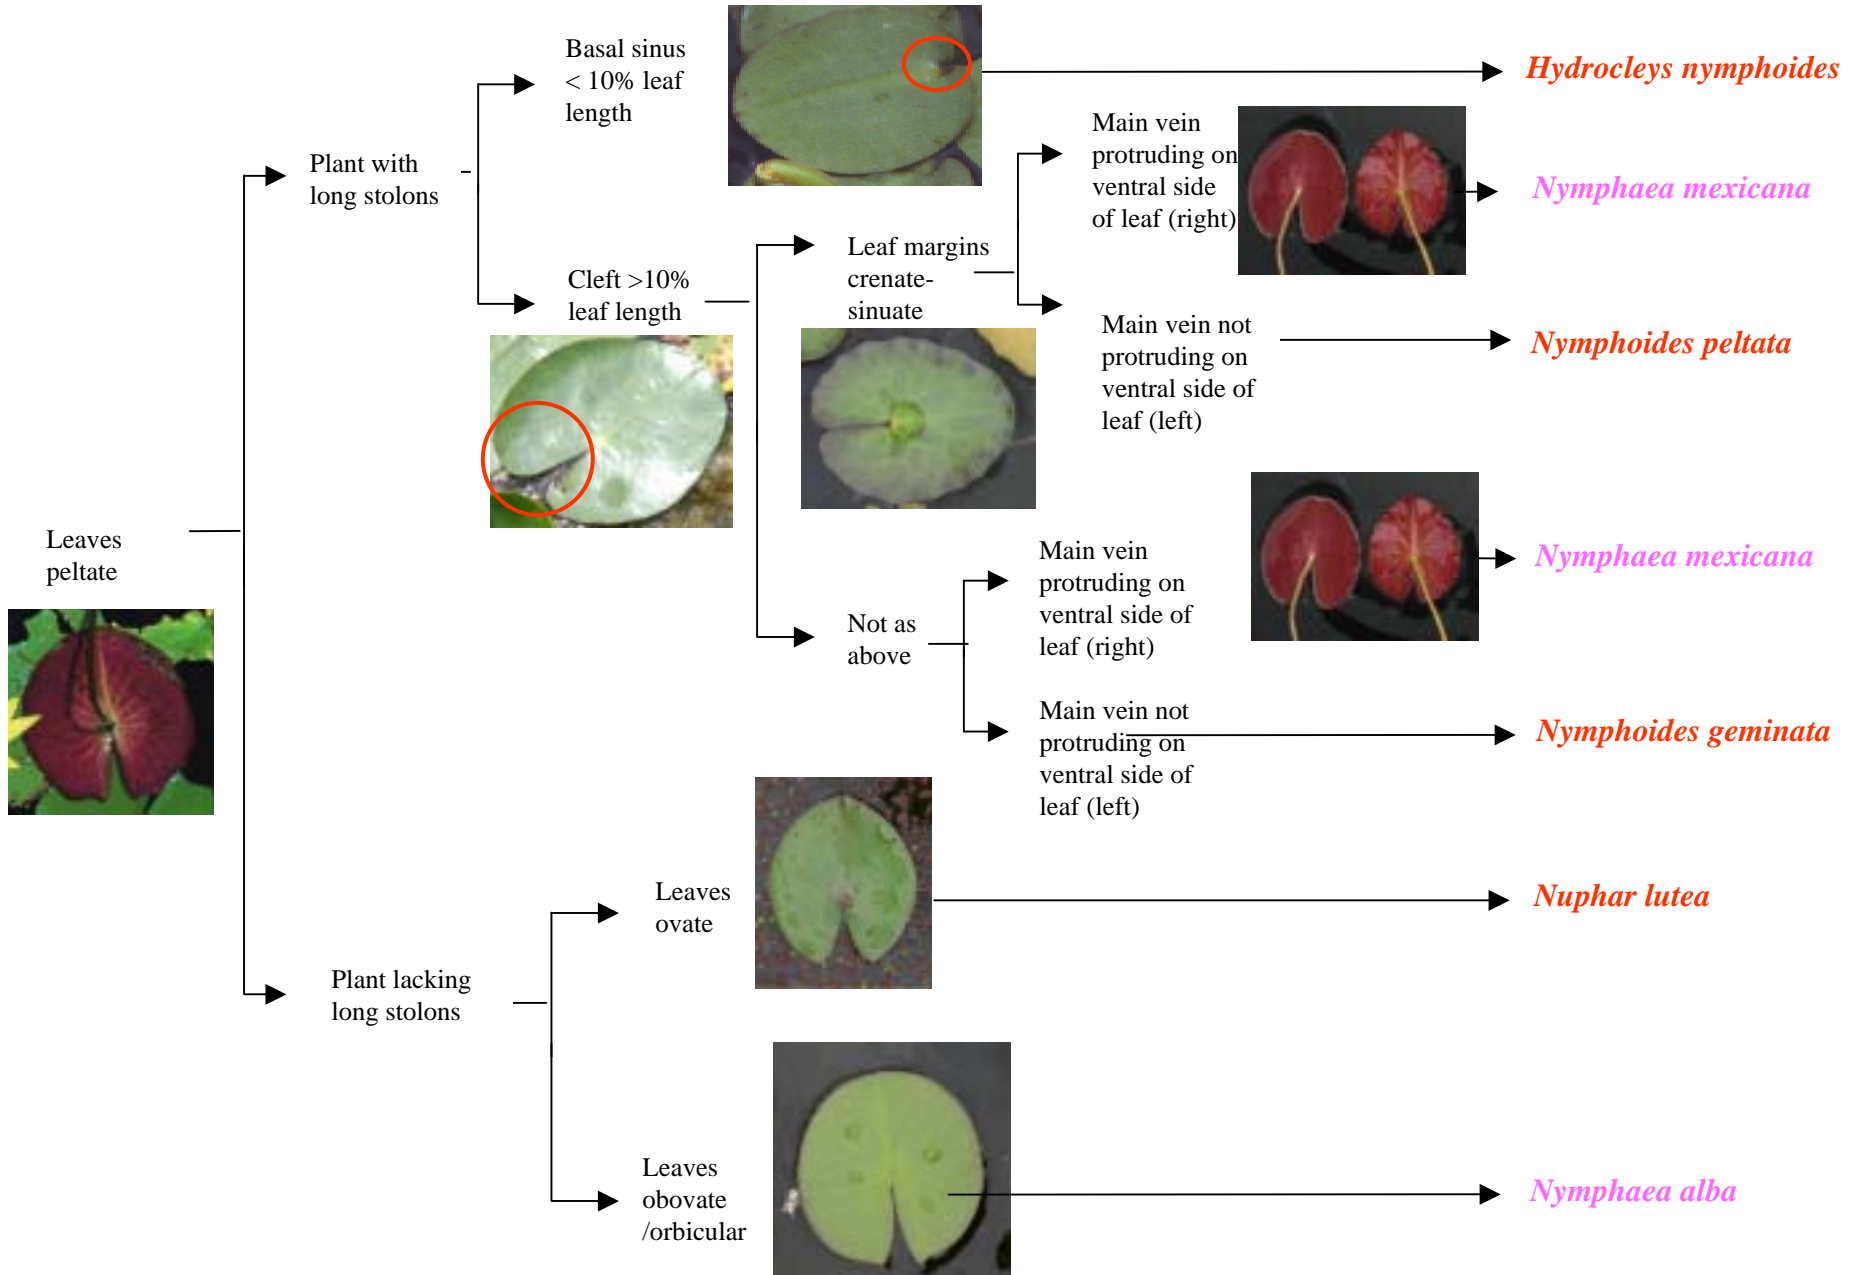 Basal sinus
< 10% leaf
length
Hydrocleys nymphoides
Main vein
protruding on
ventral side
of leaf (right)
Nymphaea mexicana
Plant with
long stolons
Leaf margins
crenate-
sinuate
Cleft >10%
leaf length
Main vein not
protruding on
ventral side of
leaf (left)
Nymphoides peltata
Leaves
peltate
Main vein
protruding on
ventral side of
leaf (right)
Nymphaea mexicana
Not as
above
Main vein not
protruding on
ventral side of
leaf (left)
Nymphoides geminata
Leaves
ovate
Nuphar lutea
Plant lacking
long stolons
Leaves
obovate
/orbicular
Nymphaea alba